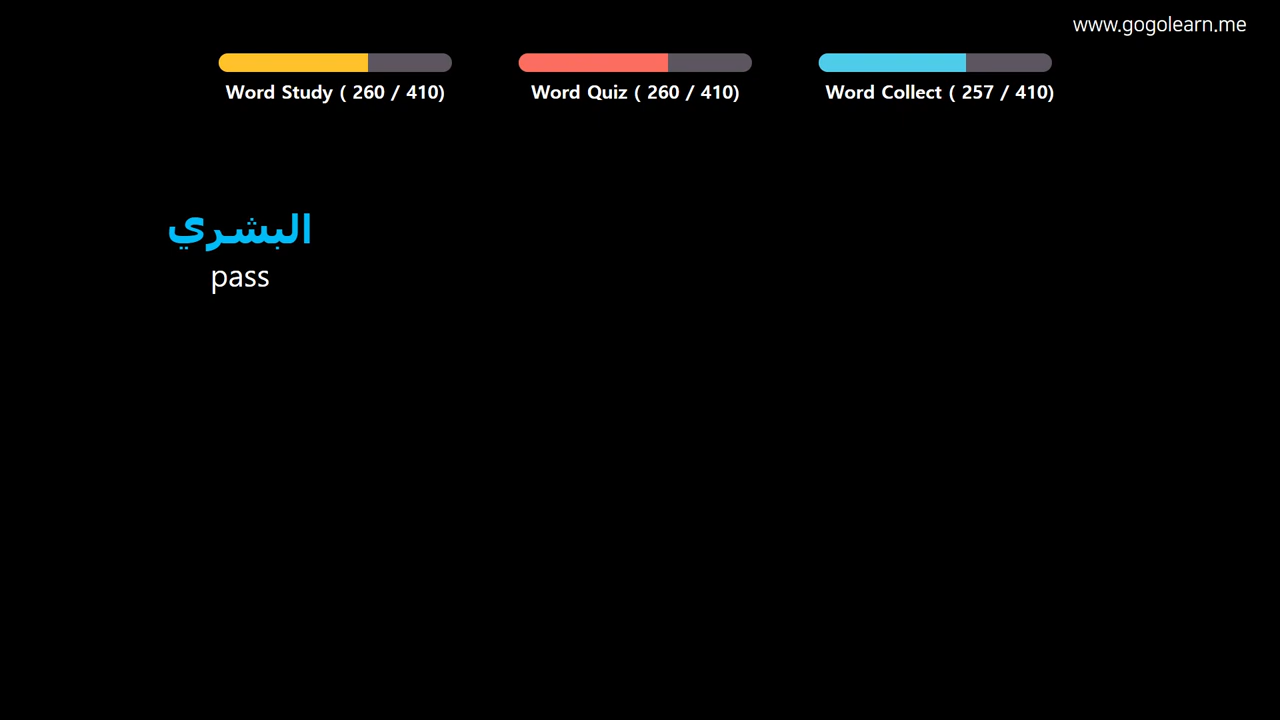 www.gogolearn.me
Word Study ( 260 / 410)
Word Quiz ( 260 / 410)
Word Collect ( 257 / 410)
البشري
pass